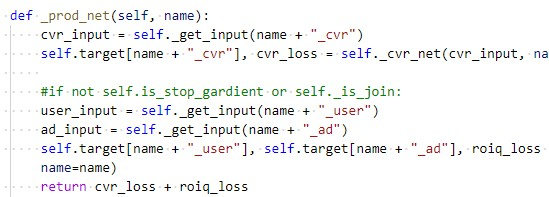 def _prod_net(self, name):
cvr_input = self._get_input(name + "_cvr")
self.target[name + "_cvr"], cvr_loss = self._cvr_net(cvr_input, na
#if not self.is_stop_gardient or self._is_join:
user_input = self._get_input(name + "_user")
ad_input = self._get_input(name + "_ad")
self.target[name + "_user"], self.target[name + "_ad"], roiq_loss
name=name)
return cvr_loss + roiq_loss